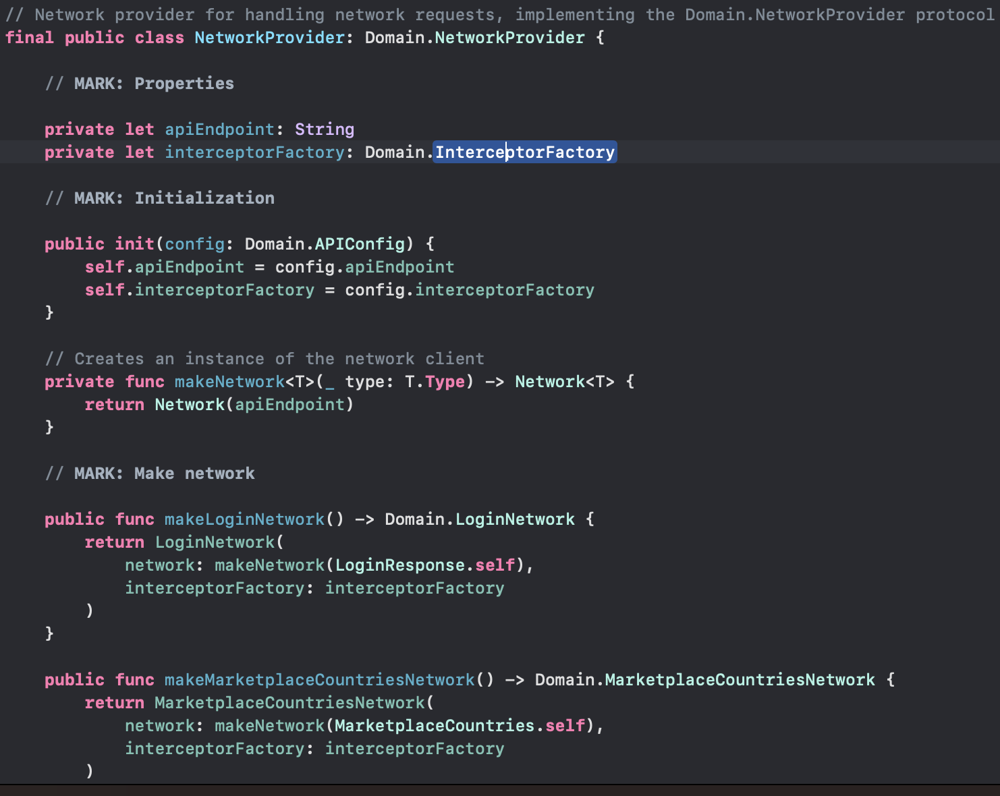 // Network provider for handling network requests, implementing the Domain.NetworkProvider protocol
final public class NetworkProvider: Domain.NetworkProvider {
// MARK: Properties
private let apiEndpoint: String
private let interceptorFactory: Domain.InterceptorFactory
// MARK: Initialization
public init(config: Domain.APIConfig) {
self.apiEndpoint = config.apiEndpoint
self.interceptorFactory = config.interceptorFactory
}
// Creates an instance of the network client
private func makeNetwork<T>(_ type: T.Type) -> Network<T> {
return Network(apiEndpoint)
}
// MARK: Make network
public func makeLoginNetwork() -> Domain.LoginNetwork {
return LoginNetwork(
network: makeNetwork(LoginResponse.self),
interceptorFactory: interceptorFactory
)
}
public func makeMarketplaceCountriesNetwork() -> Domain.MarketplaceCountriesNetwork {
return MarketplaceCountriesNetwork(
network: makeNetwork(MarketplaceCountries.self),
interceptorFactory: interceptorFactory
)